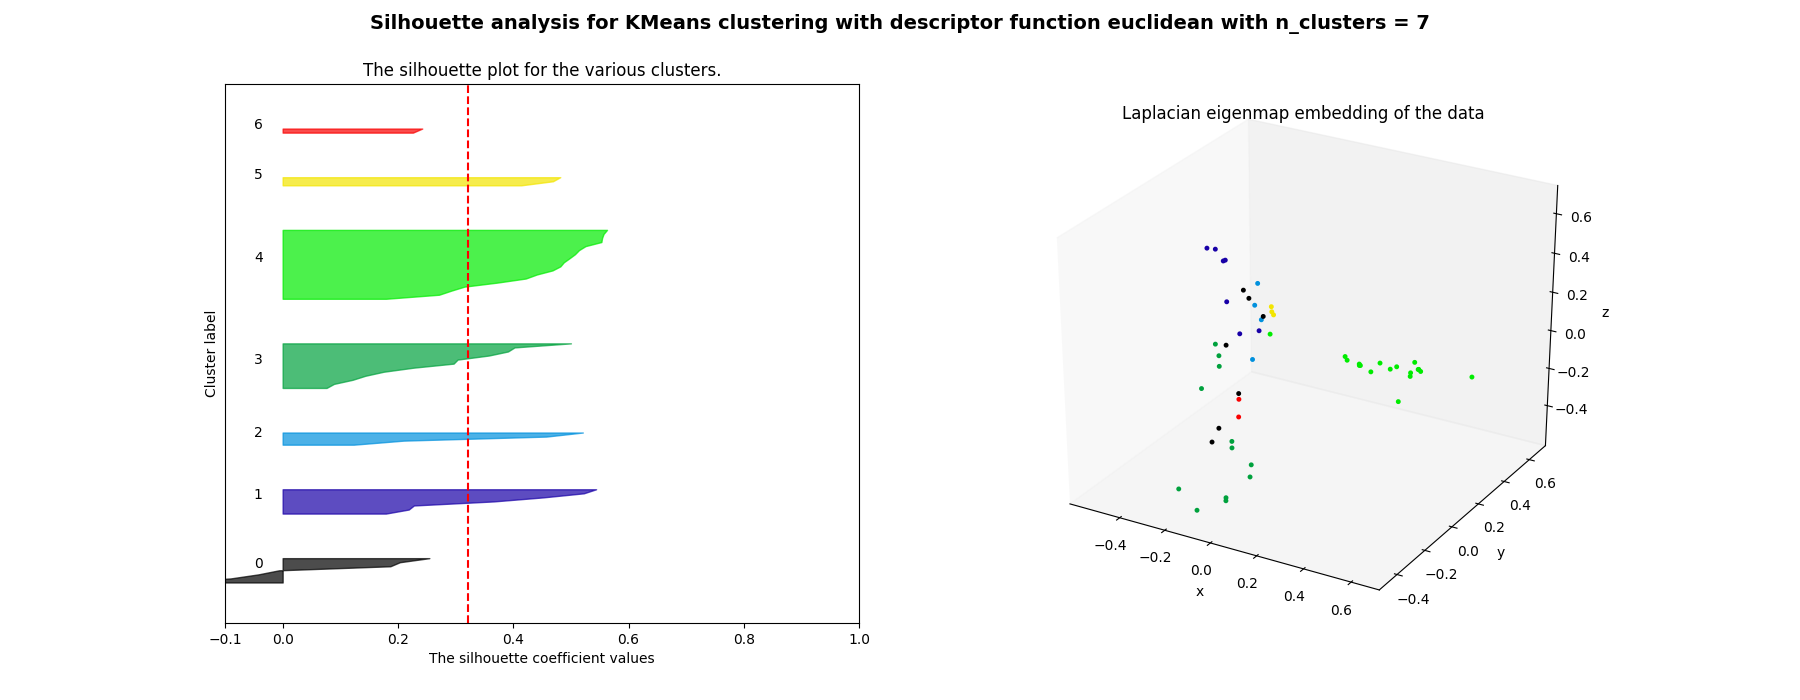 Silhouette analysis for KMeans clustering with descriptor function euclidean with n_clusters = 7
The silhouette plot for the various clusters.
6
5
4
3
2
1
0
Cluster label
−0.1 0.0 0.2 0.4 0.6 0.8 1.0
The silhouette coefficient values
Laplacian eigenmap embedding of the data
0.6
0.4
0.2
0.0
−0.2
−0.4
z
0.6
0.4
0.2
0.0
−0.2
−0.4
y
−0.4
−0.2
0.0
0.2
0.4
0.6
x